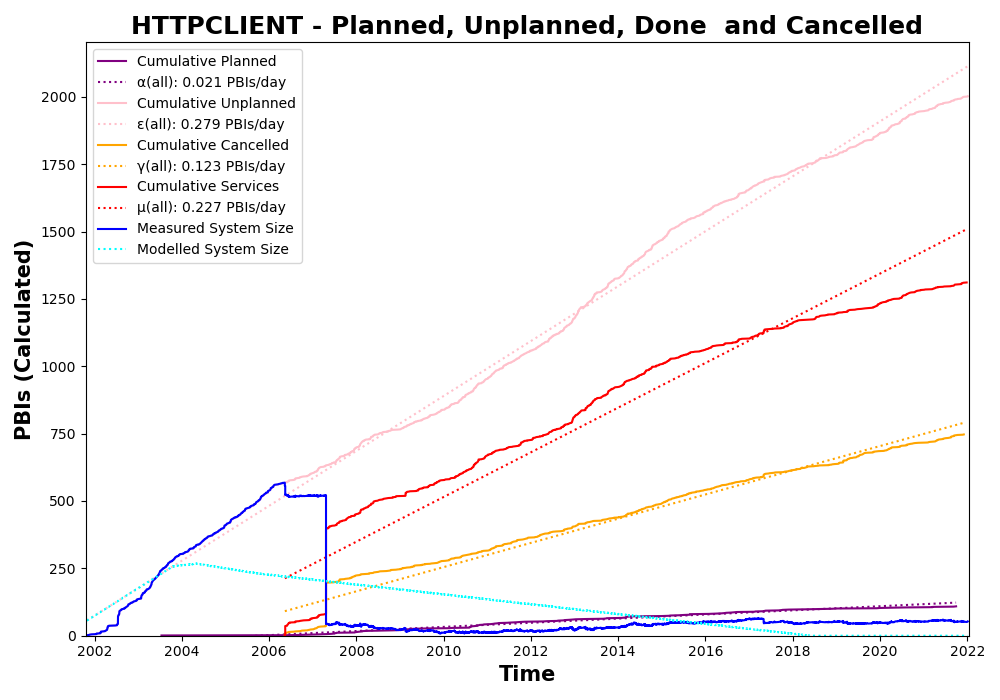 HTTPCLIENT - Planned, Unplanned, Done  and Cancelled
Cumulative Planned
α(all): 0.021 PBIs/day
Cumulative Unplanned
ε(all): 0.279 PBIs/day
Cumulative Cancelled
γ(all): 0.123 PBIs/day
Cumulative Services
μ(all): 0.227 PBIs/day
Measured System Size
Modelled System Size
PBIs (Calculated)
2000
1750
1500
1250
1000
750
500
250
0
2002 2004 2006 2008 2010 2012 2014 2016 2018 2020 2022
Time